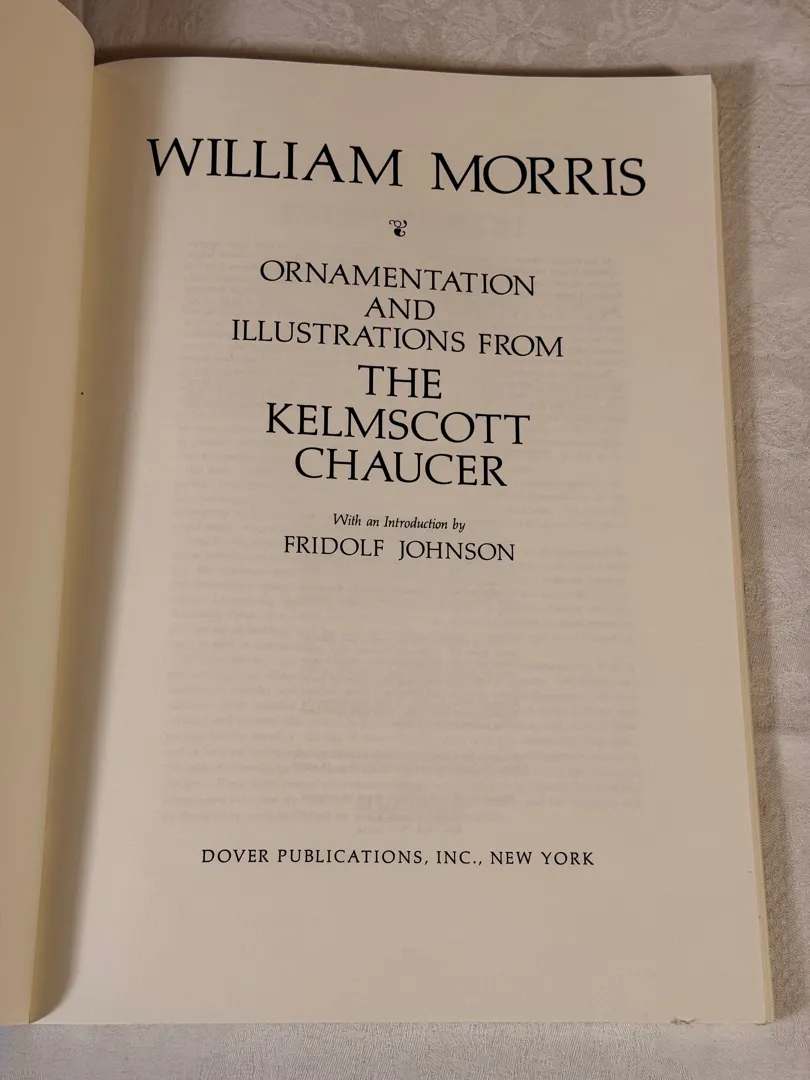 WILLIAM MORRIS
ORNAMENTATION
AND
ILLUSTRATIONS FROM
THE
KELMSCOTT
CHAUCER
With an Introduction by
FRIDOLF JOHNSON
DOVER PUBLICATIONS, INC., NEW YORK